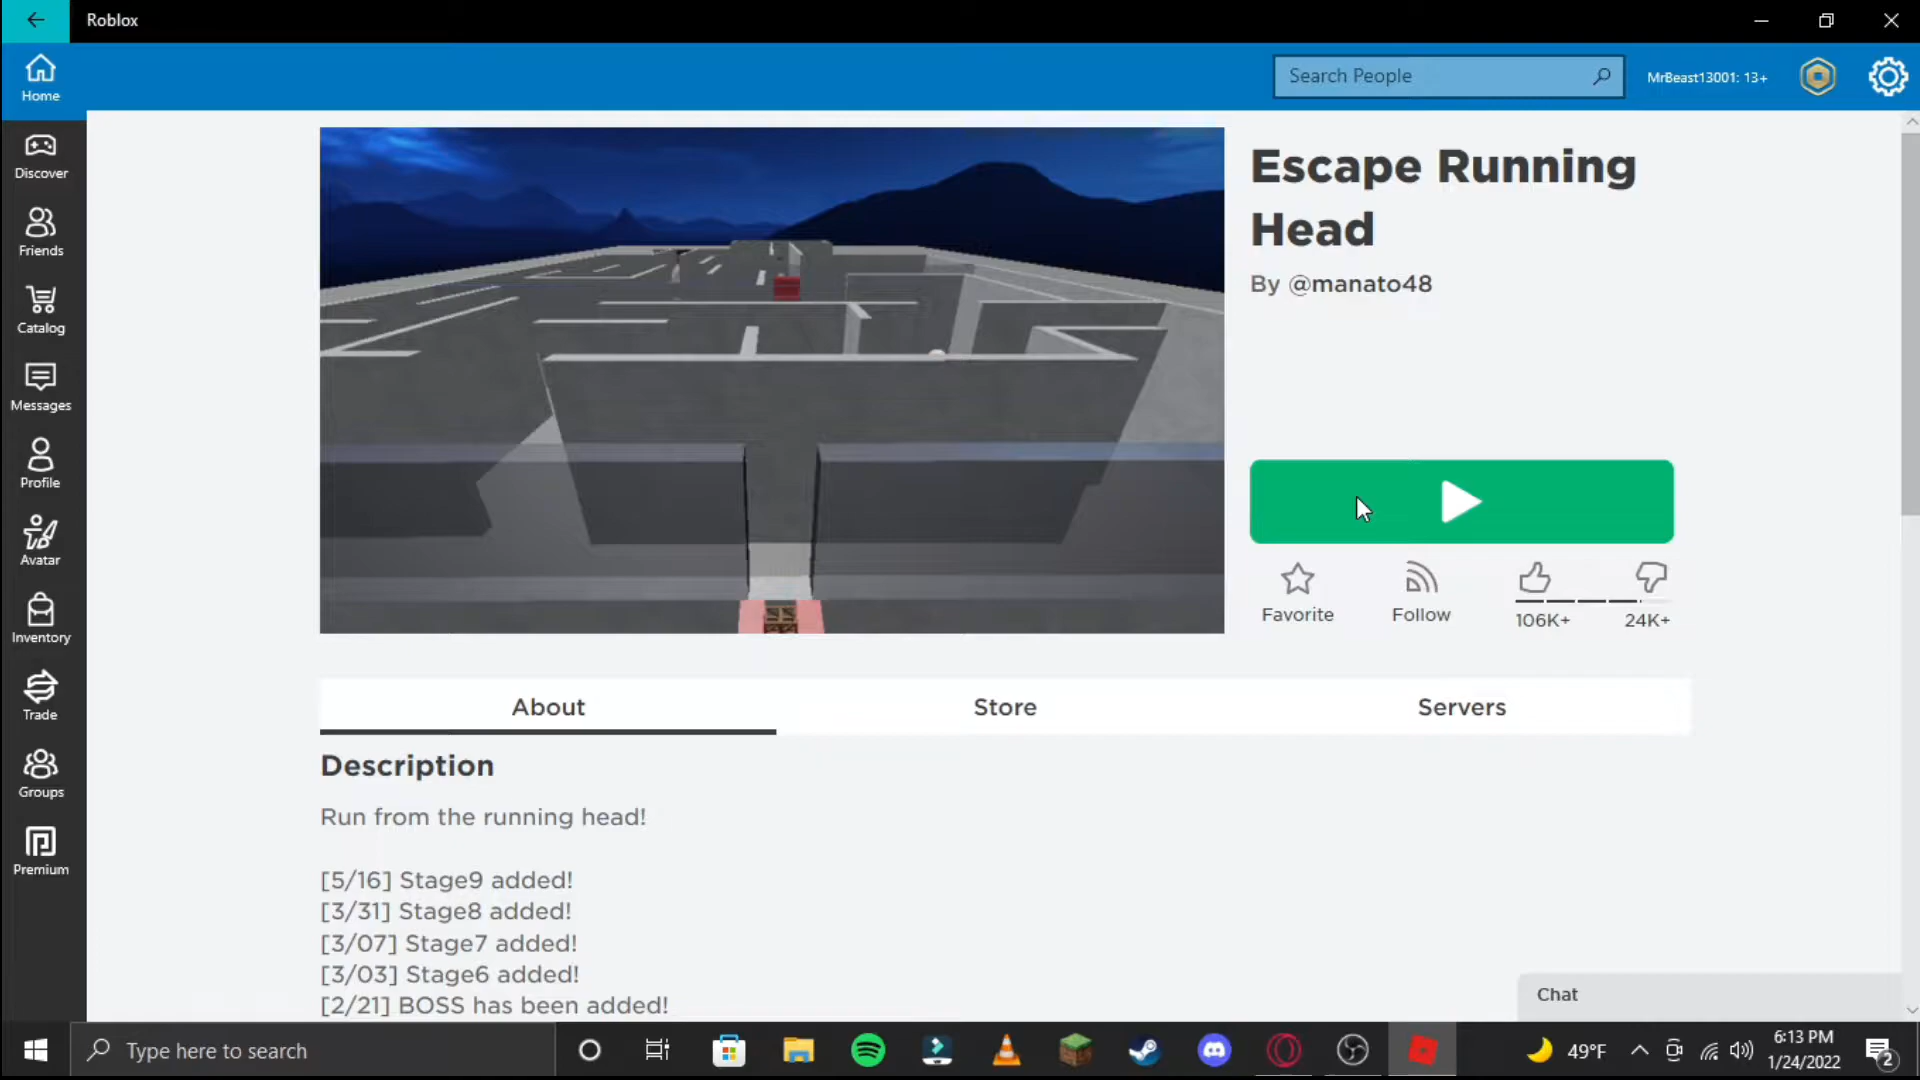 Roblox
Home
Search People
MrBeast13001: 13+
Discover
Friends
Catalog
Messages
Profile
Avatar
Inventory
Trade
Groups
Premium
Escape Running
Head
By @manato48
Favorite
Follow
106K+
24K+
About
Store
Servers
Description
Run from the running head!
[5/16] Stage9 added!
[3/31] Stage8 added!
[3/07] Stage7 added!
[3/03] Stage6 added!
[2/21] BOSS has been added!
Chat
Type here to search
49°F
6:13 PM
1/24/2022
2